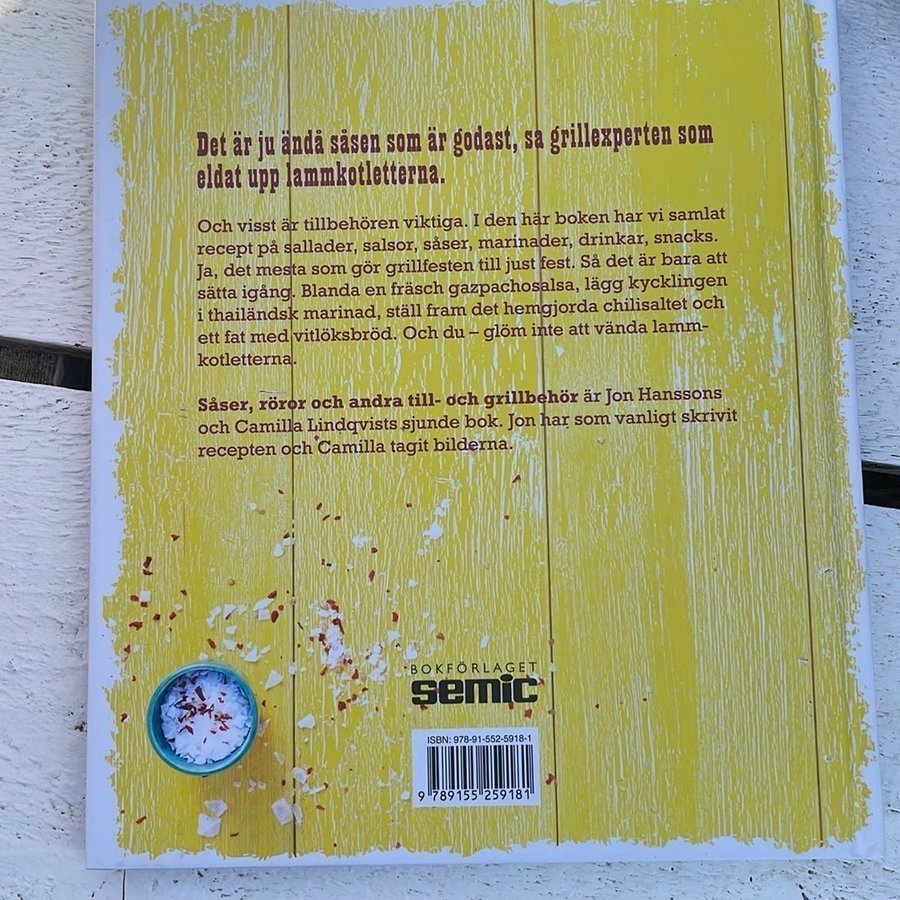 Det är ju ändå såsen som är godast, sa grillexperten som
eldat upp lammkotletterna.
Och visst är tillbehören viktiga. I den här boken har vi samlat
recept på sallader, salsor, såser, marinader, drinkar, snacks.
Ja, det mesta som gör grillfesten till just fest. Så det är bara att
sätta igång. Blanda en fräsch gazpachosalsa, lägg kycklingen
i thailändsk marinad, ställ fram det hemgjorda chilisaltet och
ett fat med vitlöksbröd. Och du – glöm inte att vända lamm-
kotletterna.
Såser, röror och andra till- och grillbehör är Jon Hanssons
och Camilla Lindqvists sjunde bok. Jon har som vanligt skrivit
recepten och Camilla tagit bilderna.
BOKFÖRLAGET
semic
ISBN: 978-91-552-5918-1
9 789155 259181